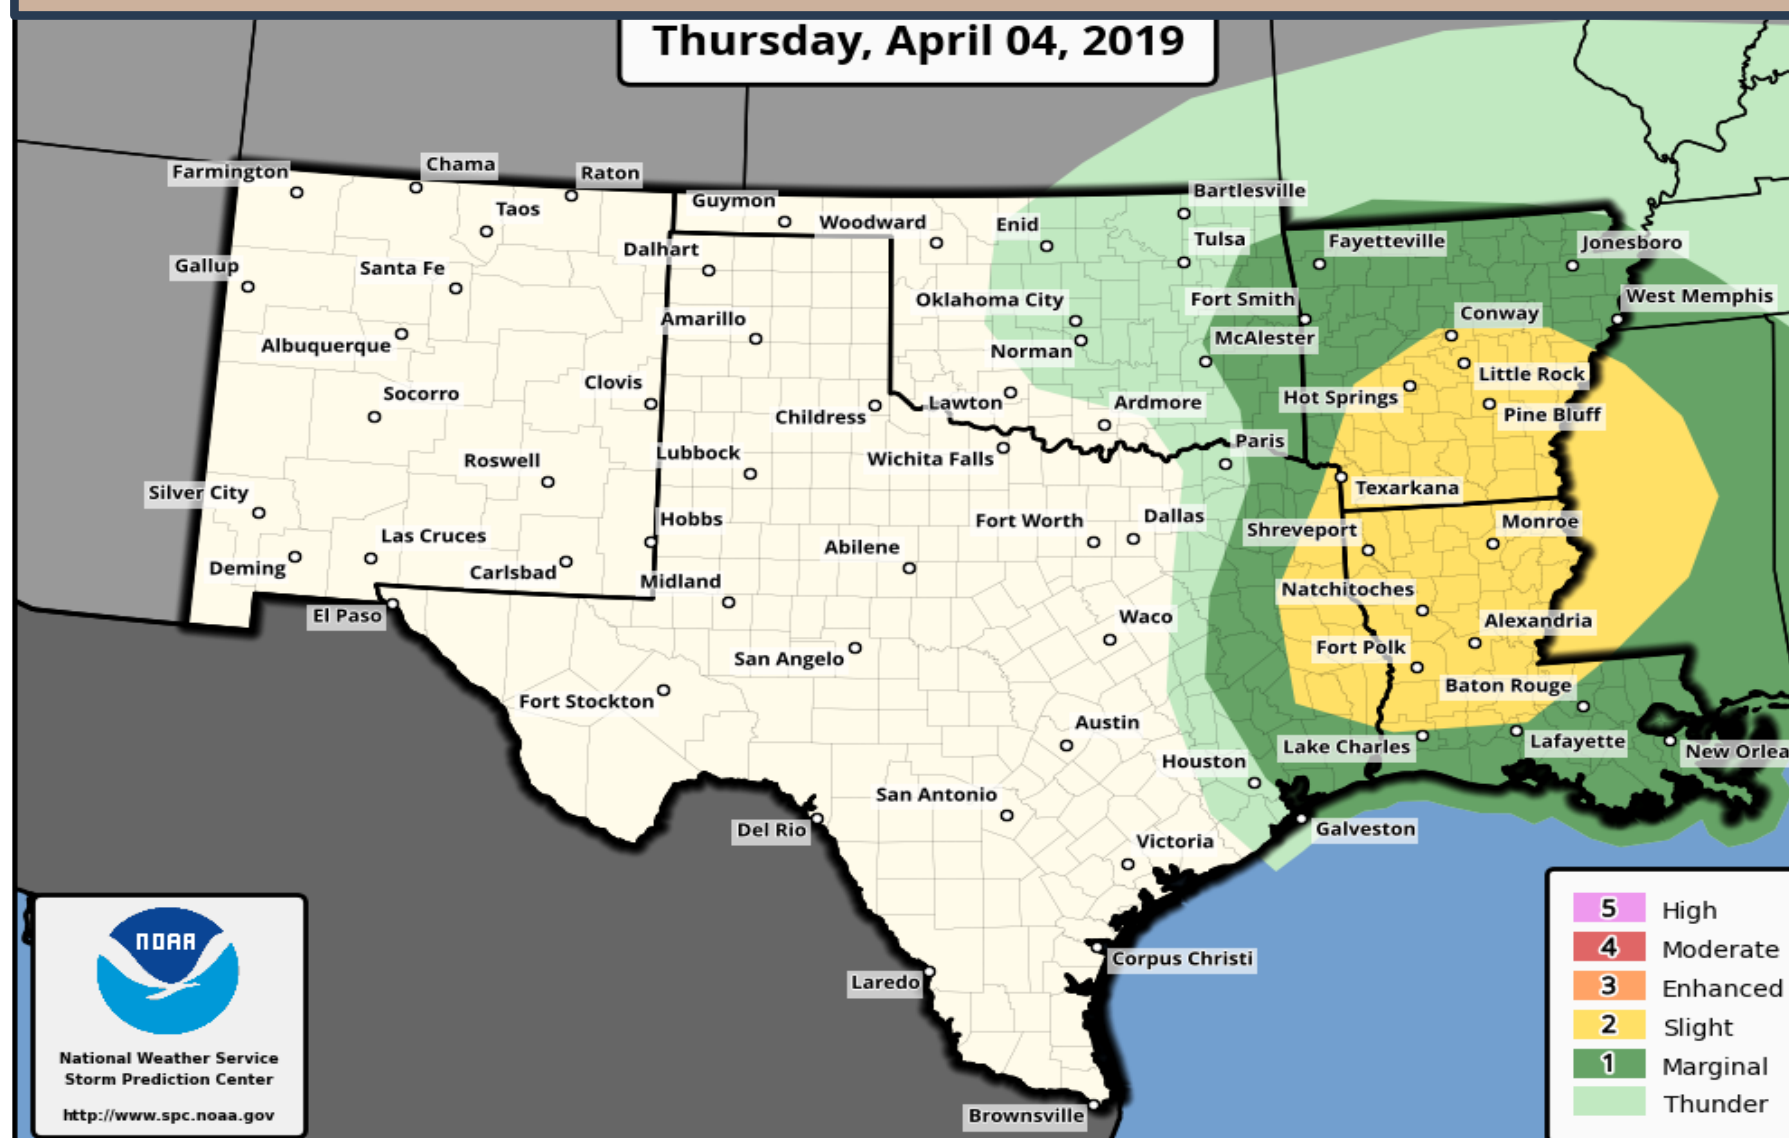 Thursday, April 04, 2019
Farmington
Chama
Raton
Taos
Guymon
Woodward
Enid
Bartlesville
Tulsa
Fayetteville
Jonesboro
Gallup
Santa Fe
Dalhart
Oklahoma City
Fort Smith
West Memphis
Albuquerque
Amarillo
Norman
McAlester
Conway
Socorro
Clovis
Childress
Lawton
Ardmore
Hot Springs
Little Rock
Pine Bluff
Roswell
Lubbock
Wichita Falls
Paris
Texarkana
Silver City
Las Cruces
Hobbs
Fort Worth
Dallas
Shreveport
Monroe
Deming
Carlsbad
Midland
Abilene
Natchitoches
El Paso
Waco
Alexandria
San Angelo
Fort Polk
Fort Stockton
Baton Rouge
Austin
Lake Charles
Lafayette
New Orlea
Houston
San Antonio
Del Rio
Galveston
Victoria
Corpus Christi
Laredo
Brownsville
NOAA
National Weather Service
Storm Prediction Center
http://www.spc.noaa.gov
5 High
4 Moderate
3 Enhanced
2 Slight
1 Marginal
Thunder